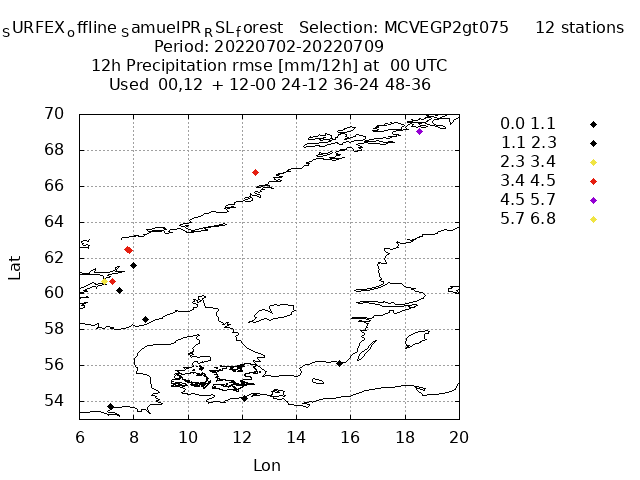 SURFEXoffline SamuelPR RSLforest Selection: MCVEGP2gt075 12 stations
Period: 20220702-20220709
12h Precipitation rmse [mm/12h] at 00 UTC
Used 00,12 + 12-00 24-12 36-24 48-36
70
68
66
64
62
60
58
56
54
Lat
6 8 10 12 14 16 18 20
Lon
0.0 1.1
1.1 2.3
2.3 3.4
3.4 4.5
4.5 5.7
5.7 6.8